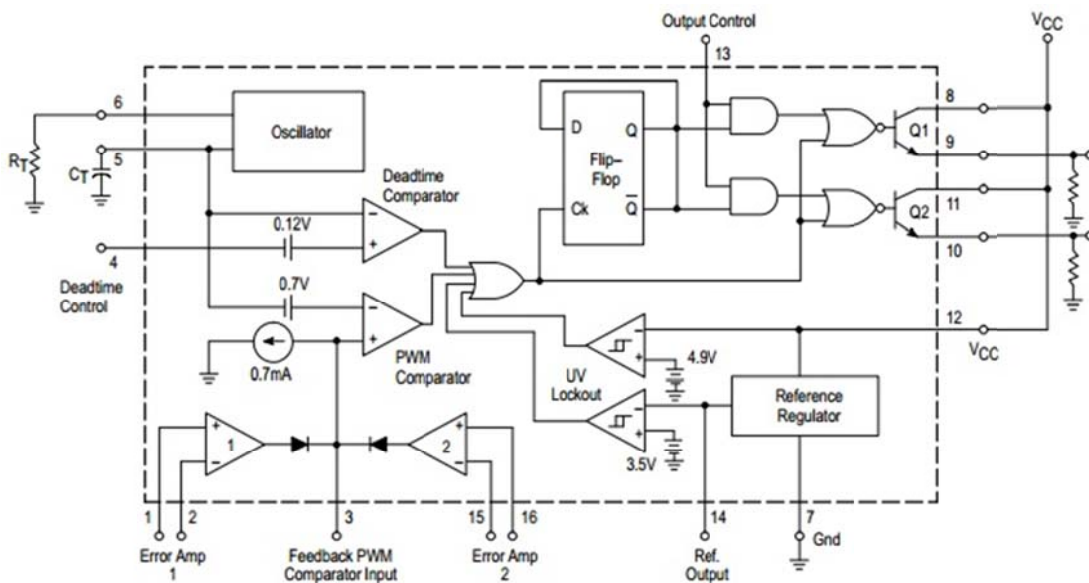 Output Control
VCC
13
6
8
D
Q
Oscillator
Q1
5
9
RT
CT
Flip–
Flop
Deadtime
Comparator
11
Ck
Q
Q2
0.12V
10
4
Deadtime
Control
0.7V
12
VCC
4.9V
0.7mA
PWM
Comparator
UV
Lockout
Reference
Regulator
1
2
3.5V
1
2
3
15
16
14
7
Gnd
Error Amp
1
Feedback PWM
Comparator Input
Error Amp
2
Ref.
Output